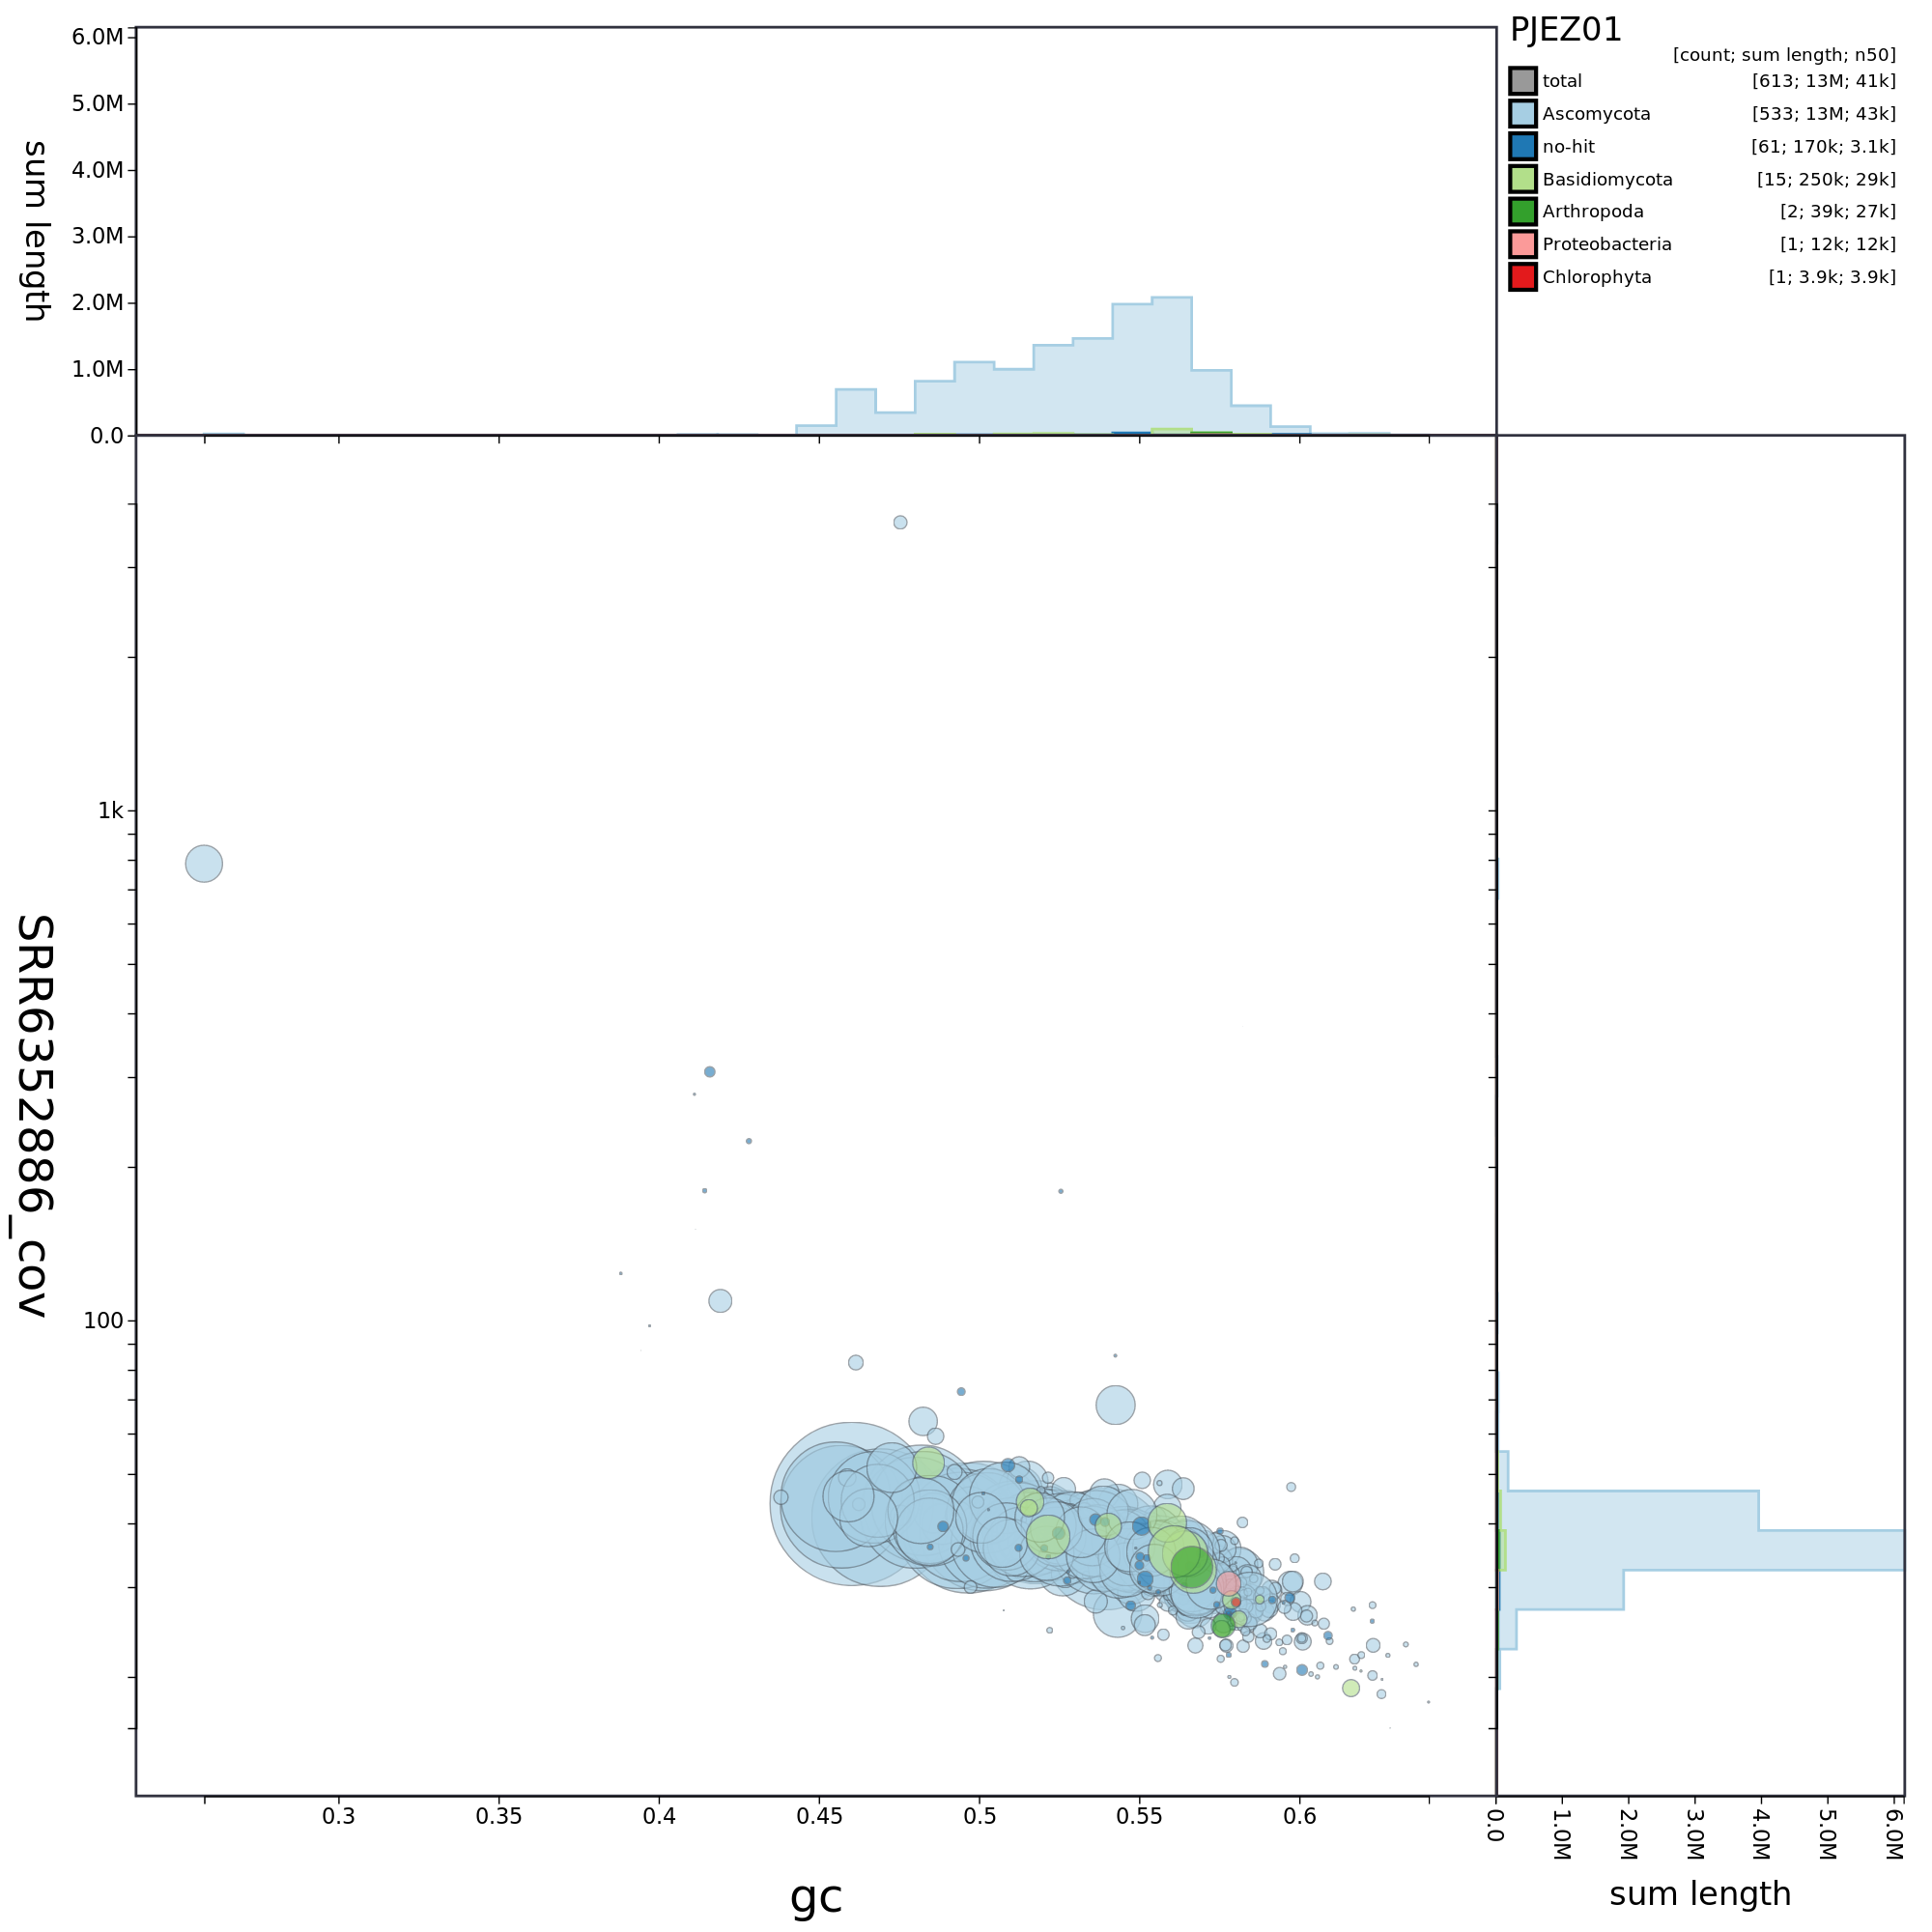 PJEZ01
[count; sum length; n50]
total [613; 13M; 41k]
Ascomycota [533; 13M; 43k]
no-hit [61; 170k; 3.1k]
Basidiomycota [15; 250k; 29k]
Arthropoda [2; 39k; 27k]
Proteobacteria [1; 12k; 12k]
Chlorophyta [1; 3.9k; 3.9k]
sum length
6.0M
5.0M
4.0M
3.0M
2.0M
1.0M
0.0
SRR6352886_cov
1k
100
0.3 0.35 0.4 0.45 0.5 0.55 0.6
gc
0.0 1.0M 2.0M 3.0M 4.0M 5.0M 6.0M
sum length